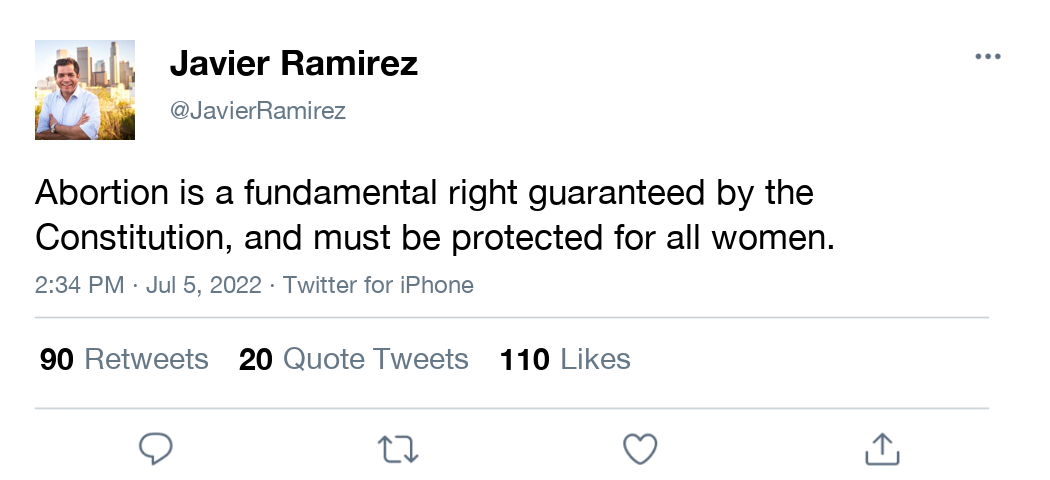 Javier Ramirez
@JavierRamirez
Abortion is a fundamental right guaranteed by the
Constitution, and must be protected for all women.
2:34 PM · Jul 5, 2022 · Twitter for iPhone
90 Retweets 20 Quote Tweets 110 Likes